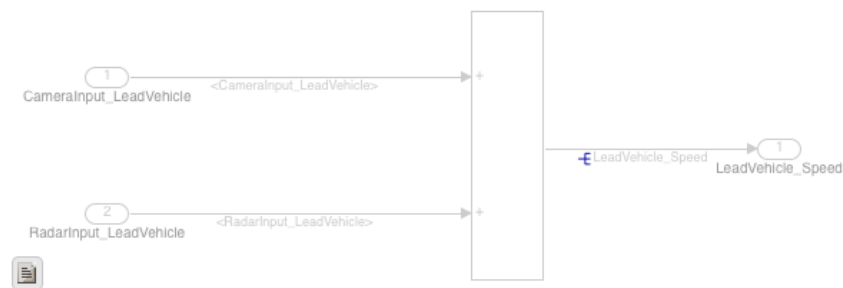 1
<CameraInput_LeadVehicle>
+
CameraInput_LeadVehicle
LeadVehicle_Speed
1
LeadVehicle_Speed
2
<RadarInput_LeadVehicle>
+
RadarInput_LeadVehicle